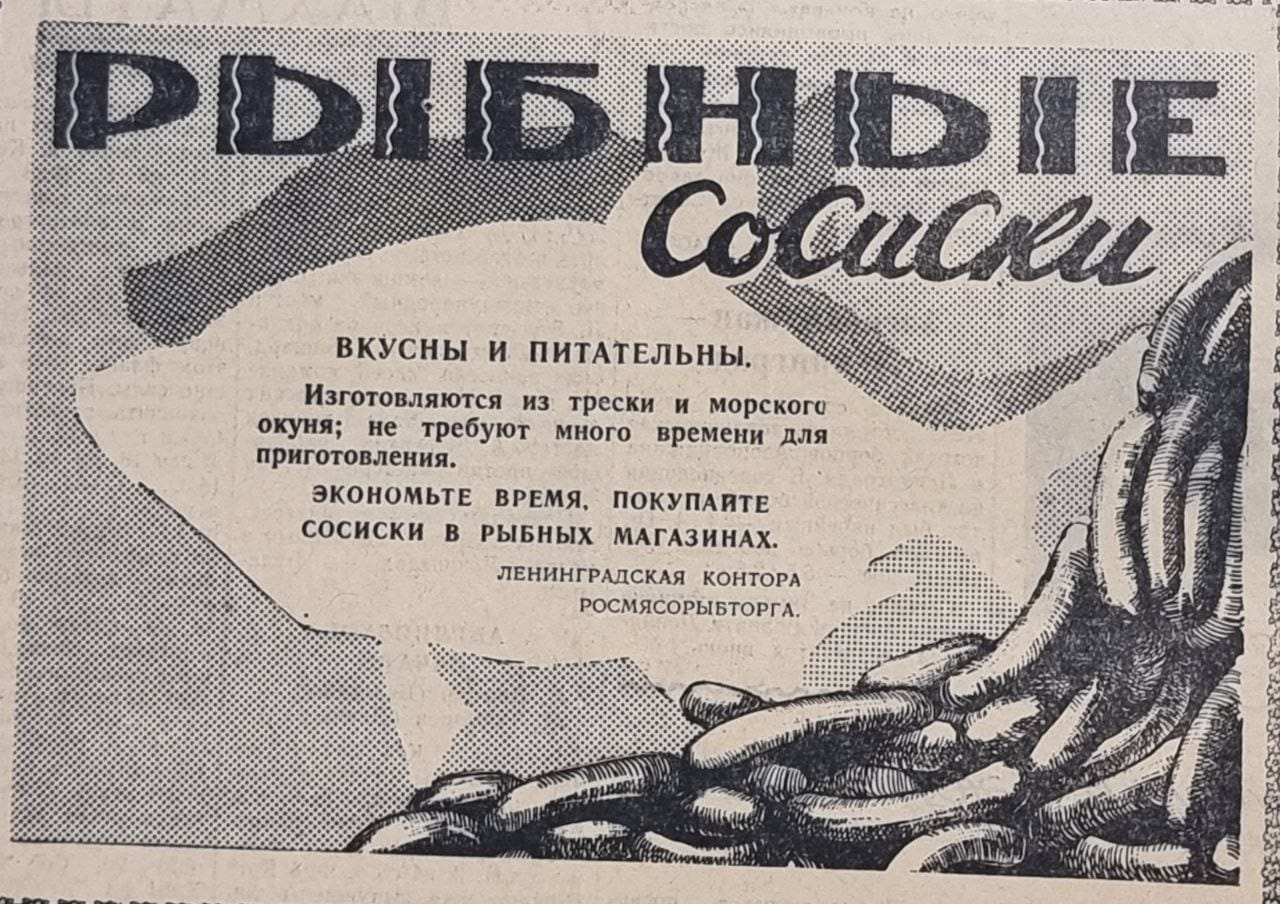 РЫБНЫЕ
Сосиски
ВКУСНЫ И ПИТАТЕЛЬНЫ.
Изготовляются из трески и морского
окуня; не требуют много времени для
приготовления.
ЭКОНОМЬТЕ ВРЕМЯ, ПОКУПАЙТЕ
СОСИСКИ В РЫБНЫХ МАГАЗИНАХ.
ЛЕНИНГРАДСКАЯ КОНТОРА
РОСМЯСОРЫБТОРГА.